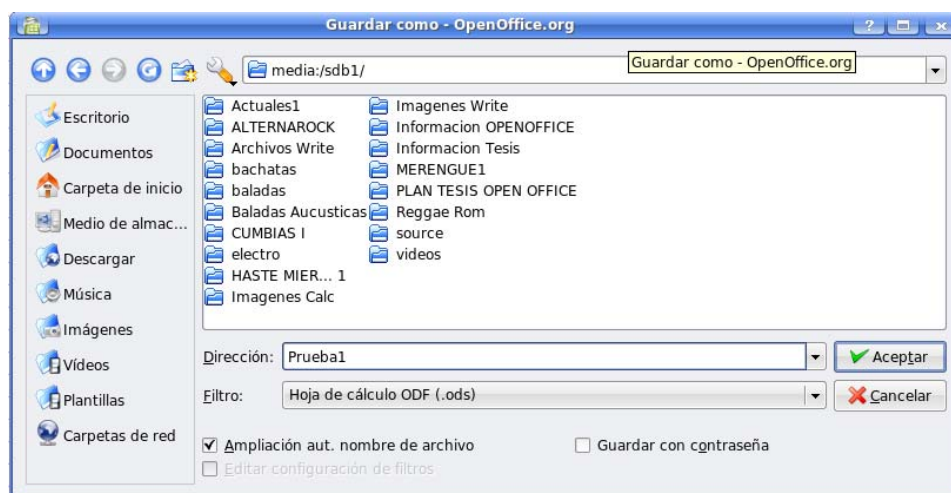 Guardar como - OpenOffice.org
media:/sdb1/
Guardar como - OpenOffice.org
Escritorio
Documentos
Carpeta de inicio
Medio de almac...
Descargar
Música
Imágenes
Vídeos
Plantillas
Carpetas de red
Actuales1
ALTERNAROCK
Archivos Write
bachatas
baladas
Baladas Aucusticas
CUMBIAS I
electro
HASTE MIER... 1
Imagenes Calc
Imagenes Write
Informacion OPENOFFICE
Informacion Tesis
MERENGUE1
PLAN TESIS OPEN OFFICE
Reggae Rom
source
videos
Dirección: Prueba1
Aceptar
Filtro: Hoja de cálculo ODF (.ods)
Cancelar
Ampliación aut. nombre de archivo
Guardar con contraseña
Editar configuración de filtros